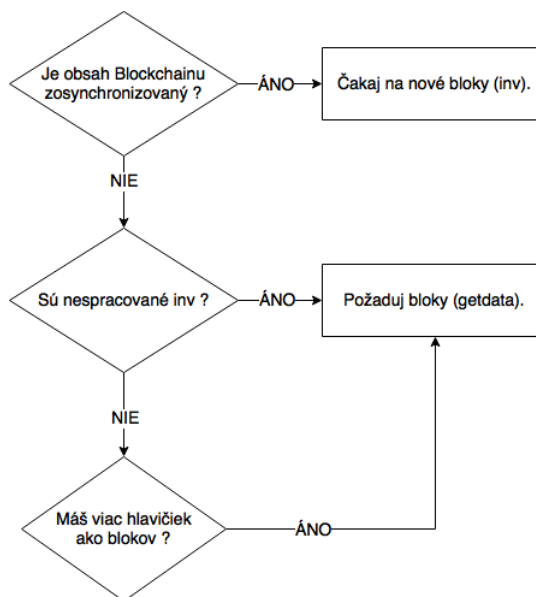 Je obsah Blockchainu
zosynchronizovaný ?
ÁNO
Čakaj na nové bloky (inv).
NIE
Sú nespracované inv ?
ÁNO
Požaduj bloky (getdata).
NIE
Máš viac hlavičiek
ako blokov ?
ÁNO